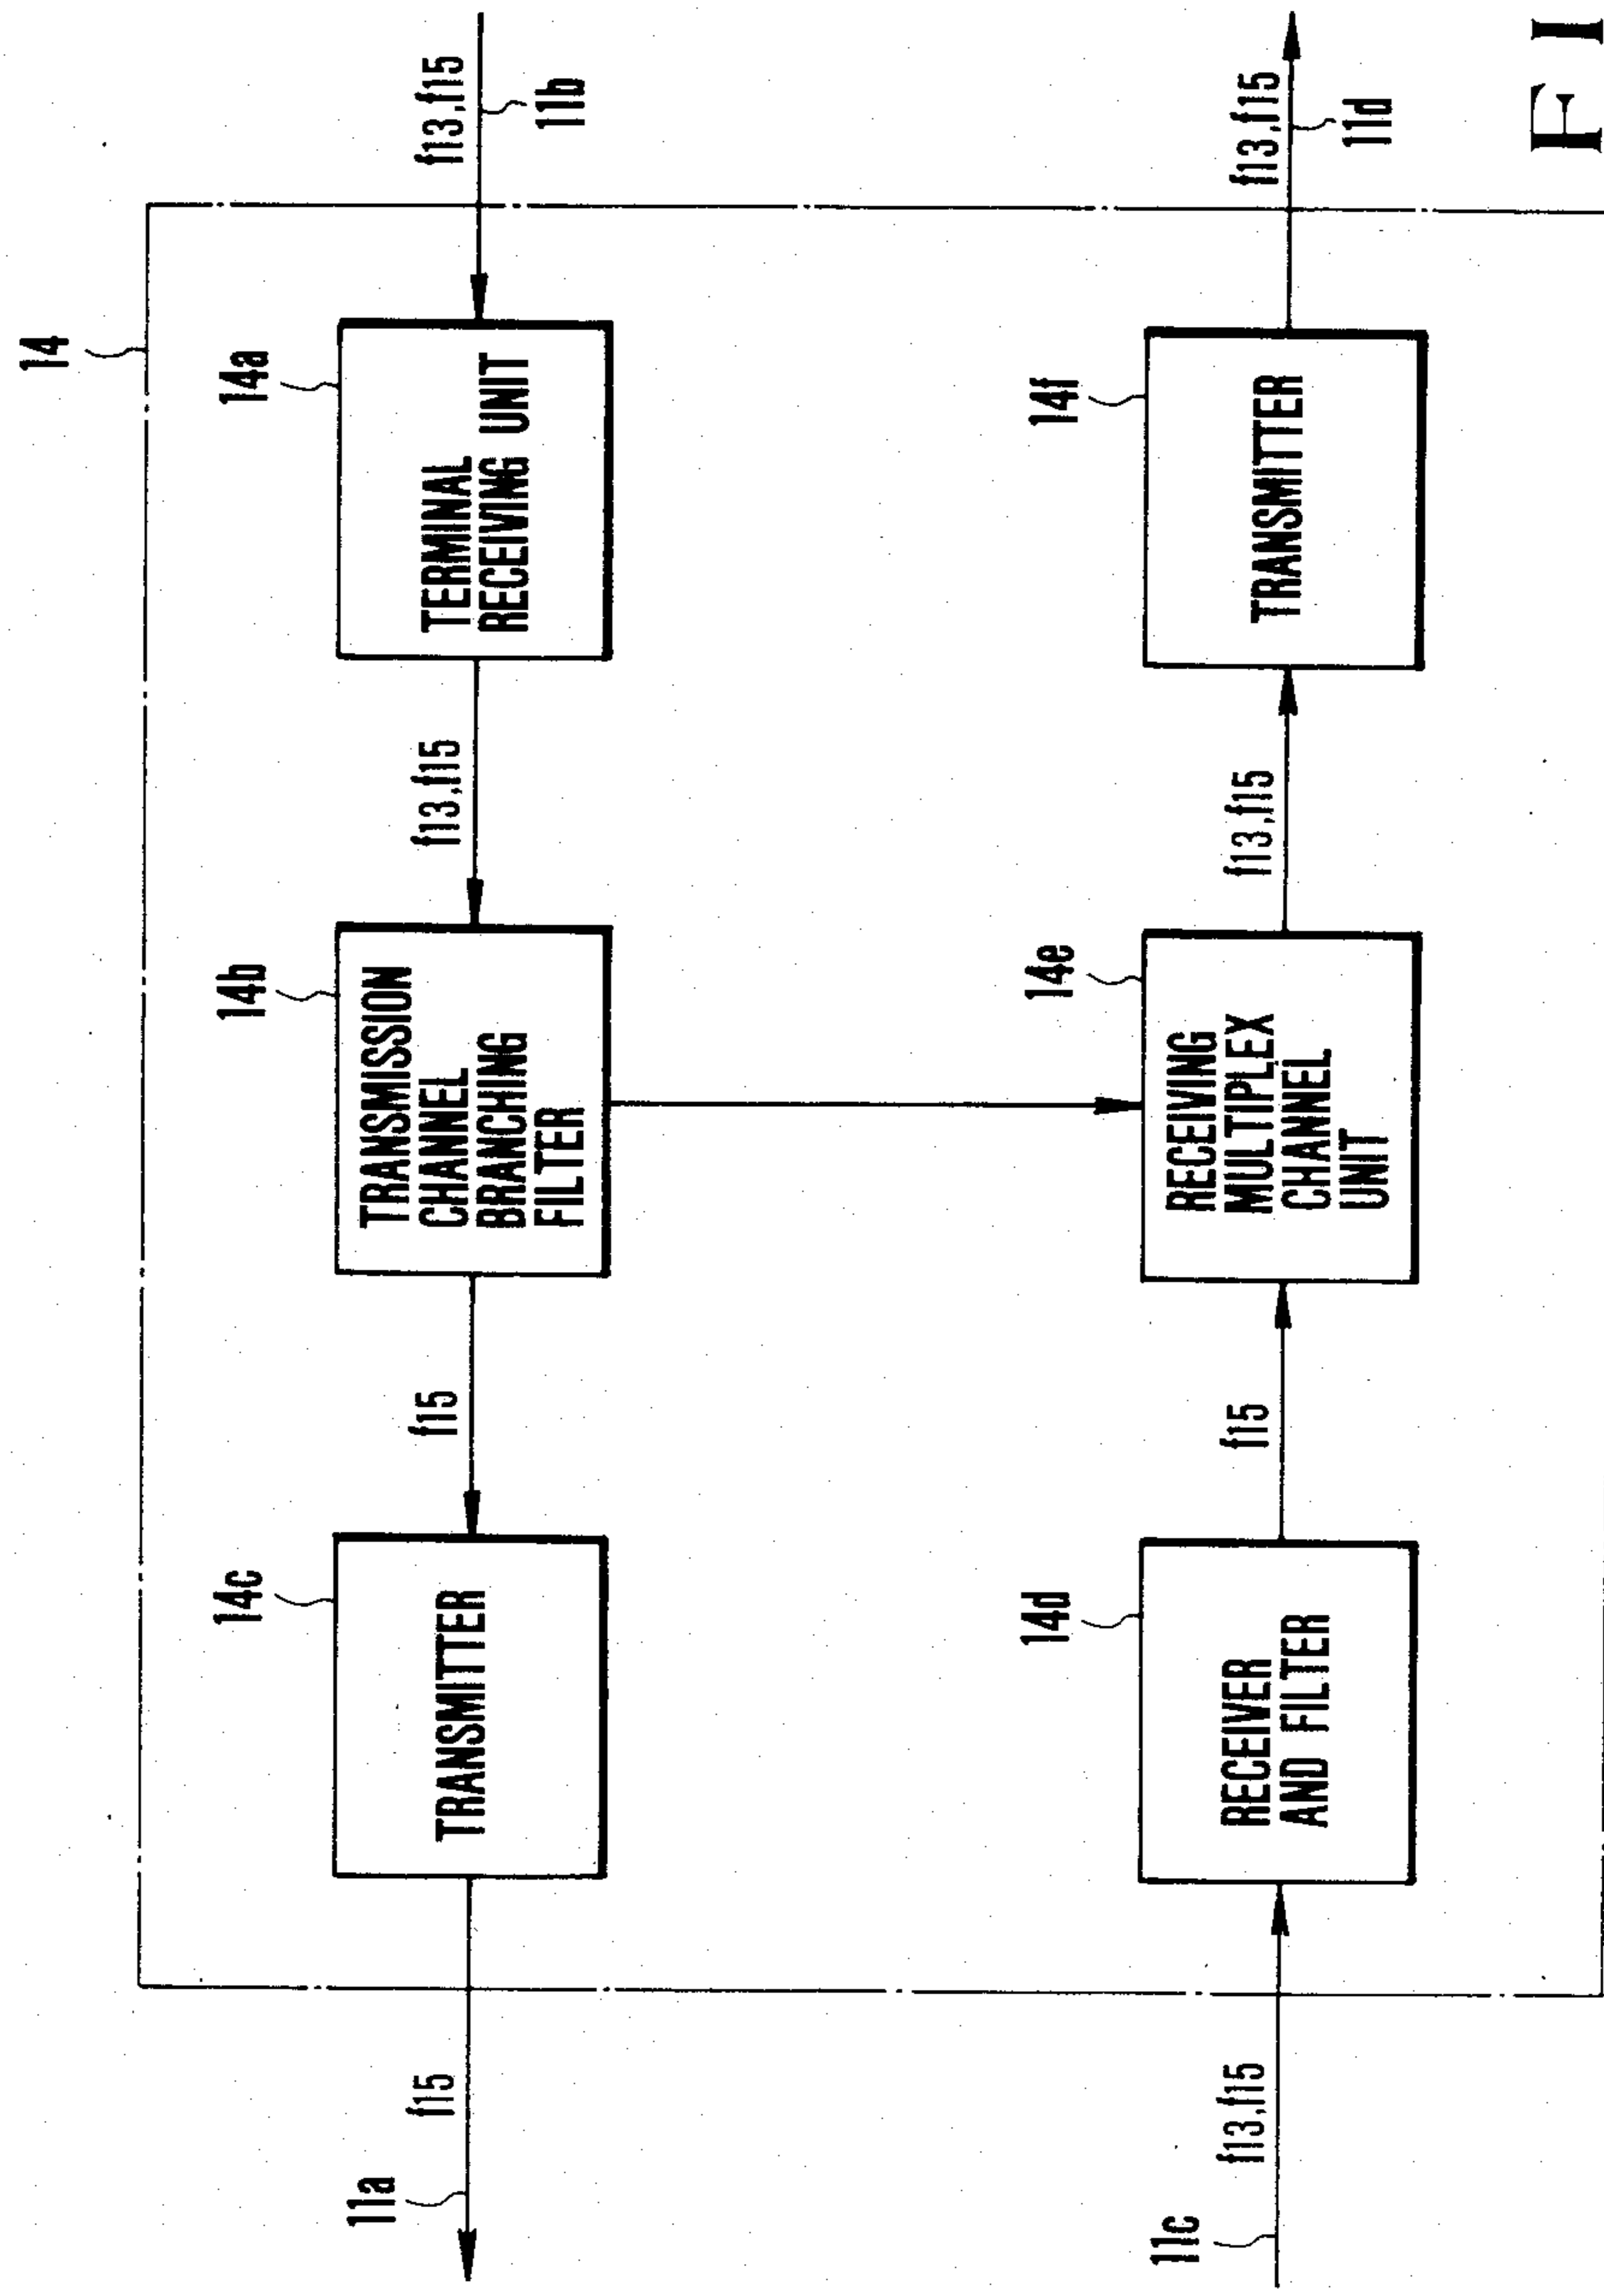 14
14c
14b
14a
11a
f15
TRANSMITTER
f15
TRANSMISSION
CHANNEL
BRANCHING
FILTER
f13,f15
TERMINAL
RECEIVING UNIT
f13,f15
11b
14d
14e
14f
11c
f13,f15
RECEIVER
AND FILTER
f15
RECEIVING
MULTIPLEX
CHANNEL
UNIT
f13,f15
TRANSMITTER
f13,f15
11d
F I